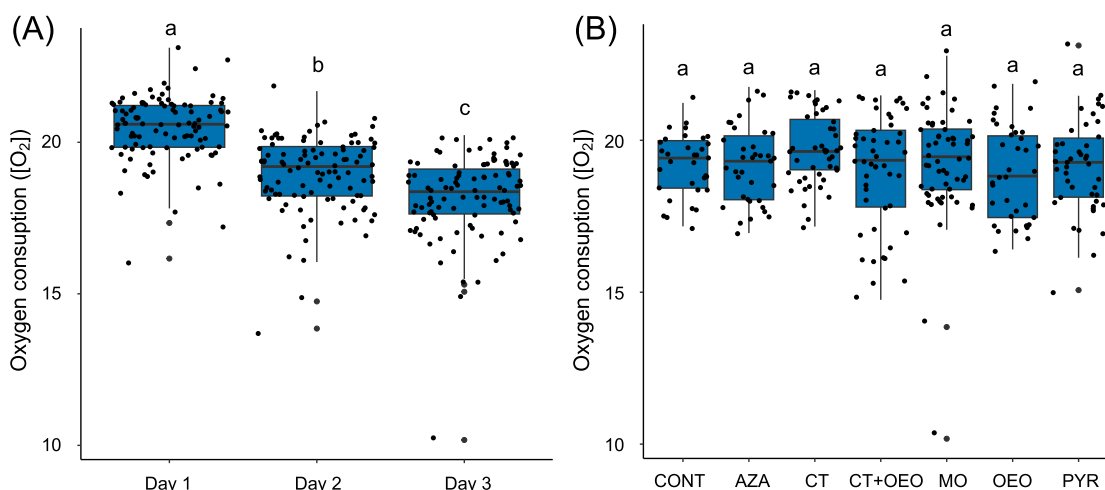 (A)
a
b
c
Oxygen consuption ([O₂])
20
15
10
Day 1 Day 2 Day 3
(B)
a a a a a a a
Oxygen consuption ([O₂])
20
15
10
CONT AZA CT CT+OEO MO OEO PYR